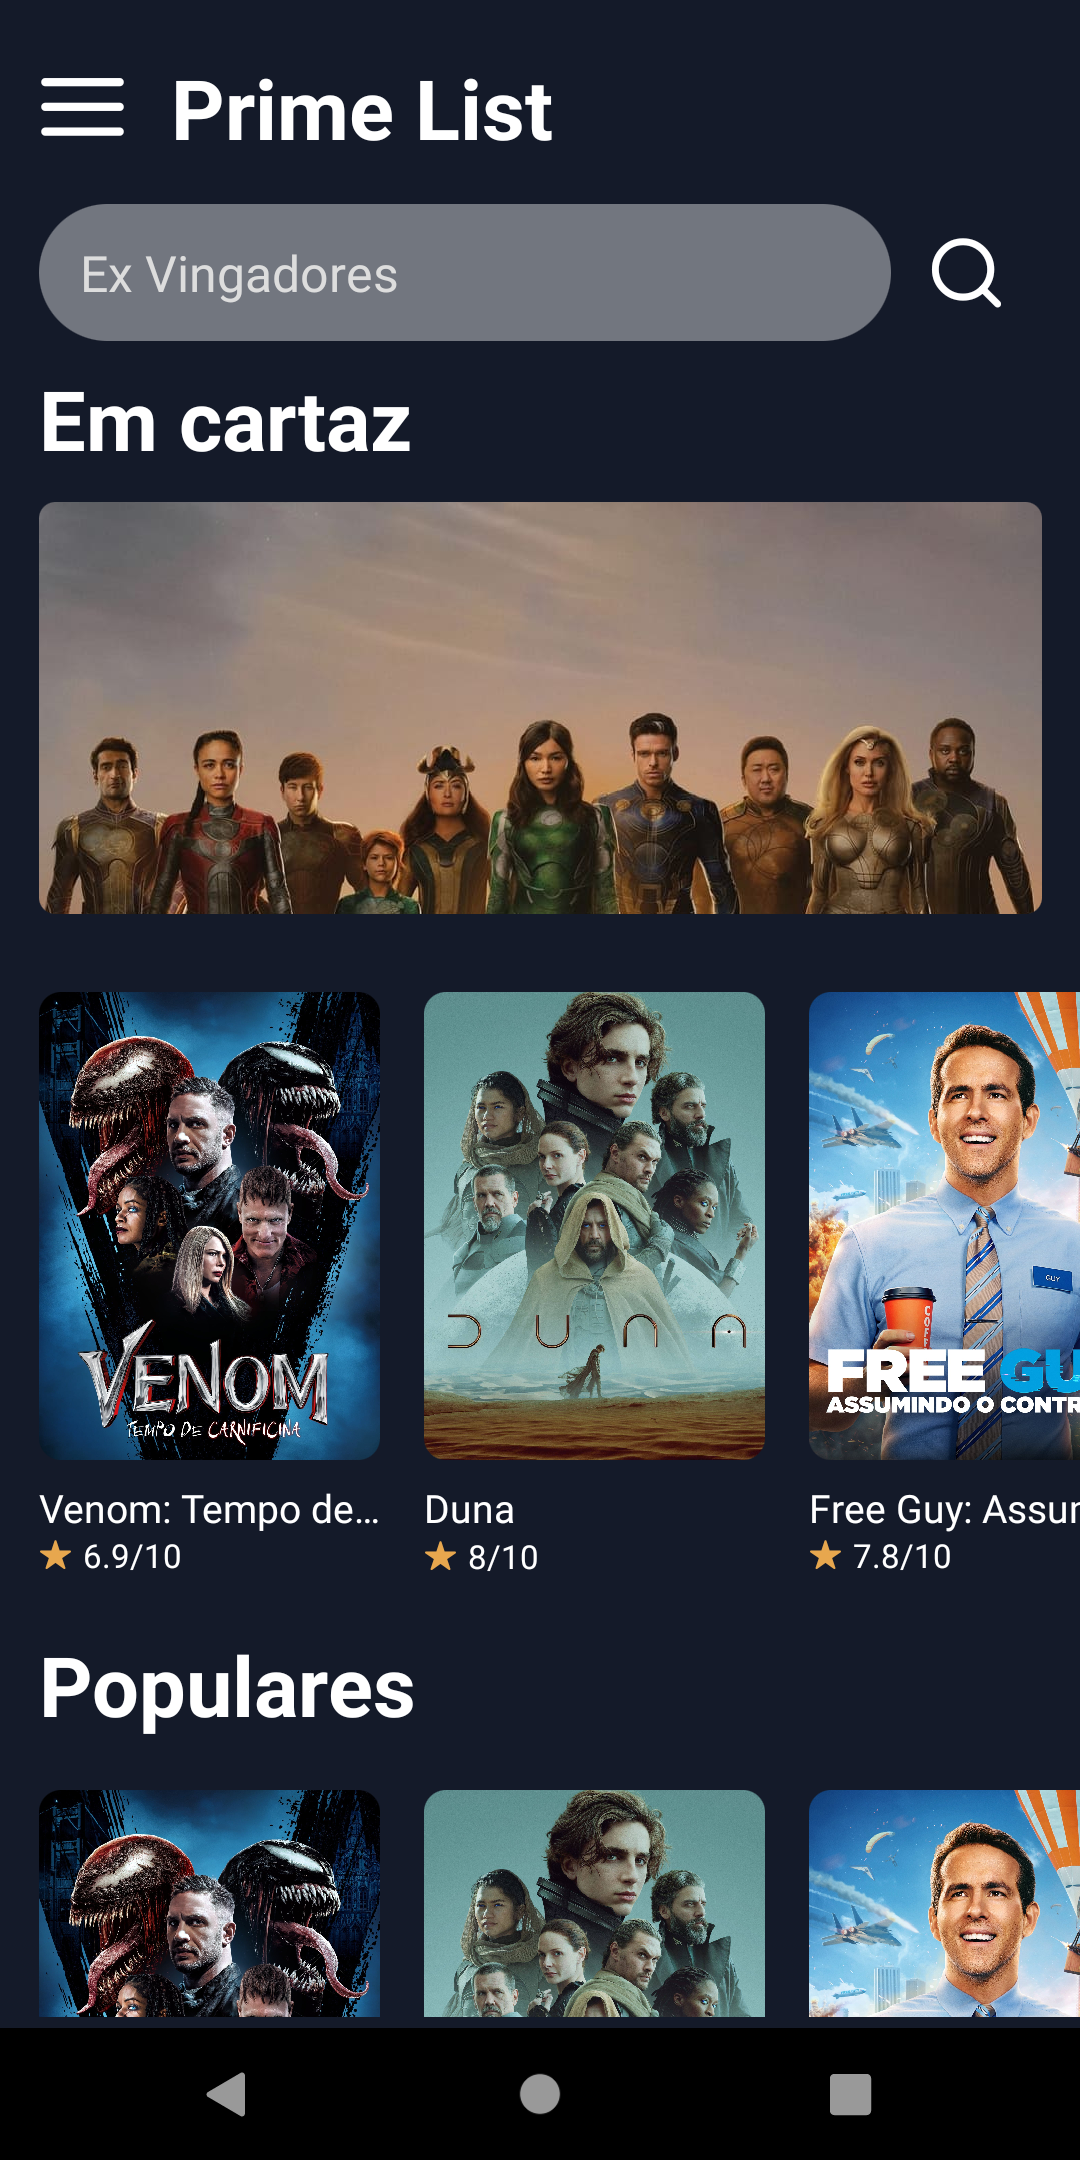 Prime List
Ex Vingadores
Em cartaz
VENOM
TEMPO DE CARNIFICINA
DUNA
GUY
COFF
FREE GU
ASSUMINDO O CONTR
Venom: Tempo de...
Duna
Free Guy: Assur
6.9/10
8/10
7.8/10
Populares